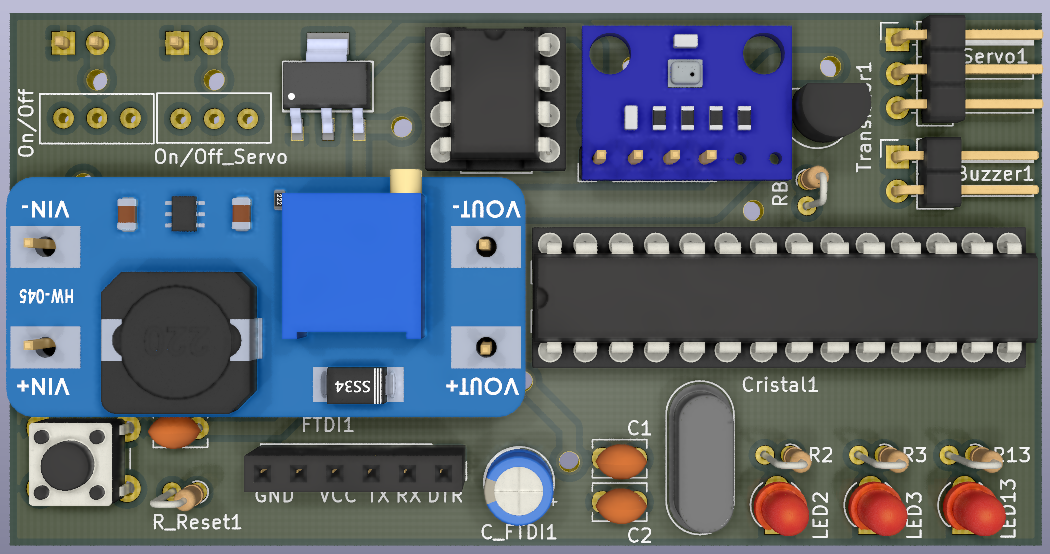 On/Off
On/Off_Servo
Servo1
Buzzer1
RB
VIN-
VOUT-
222
HW-045
VIN+
VOUT+
SS34
Cristal1
FTDI1
GND VCC TX RX DTR
R_Reset1
C_FTDI1
C1
C2
R2
R3
R13
LED2
LED3
LED13